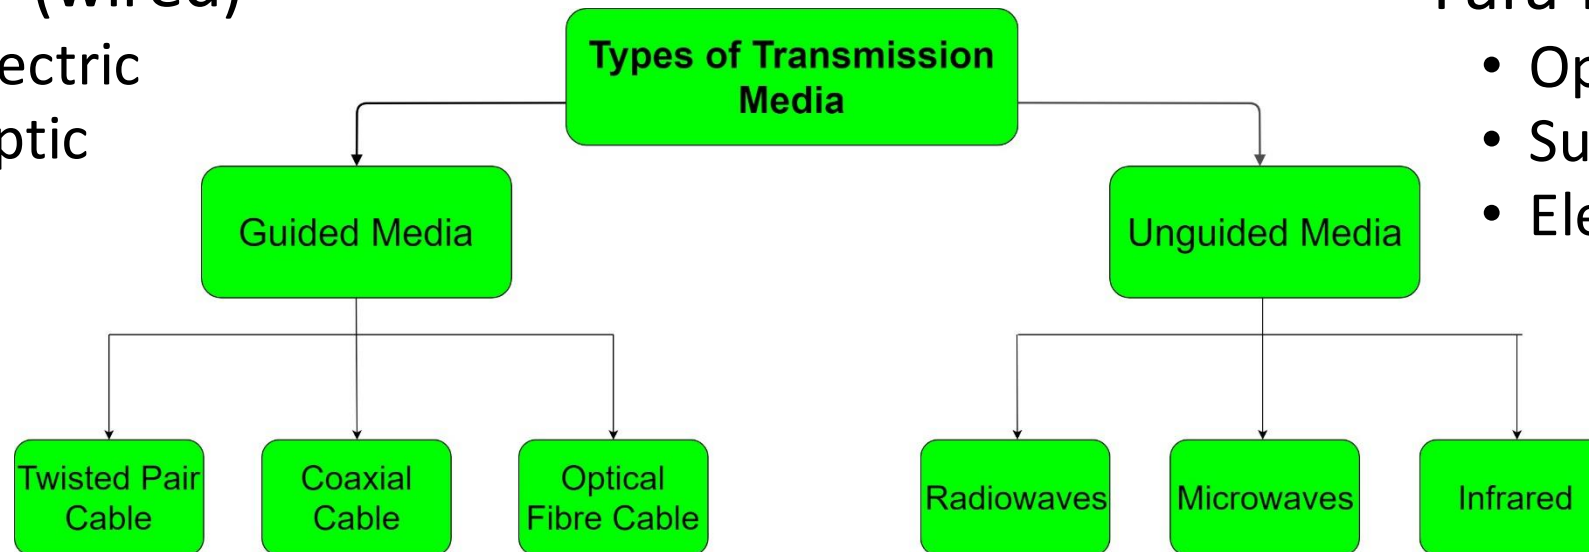 (wired)
Types of Transmission
Media
Guided Media
Unguided Media
Twisted Pair
Cable
Coaxial
Cable
Optical
Fibre Cable
Radiowaves
Microwaves
Infrared